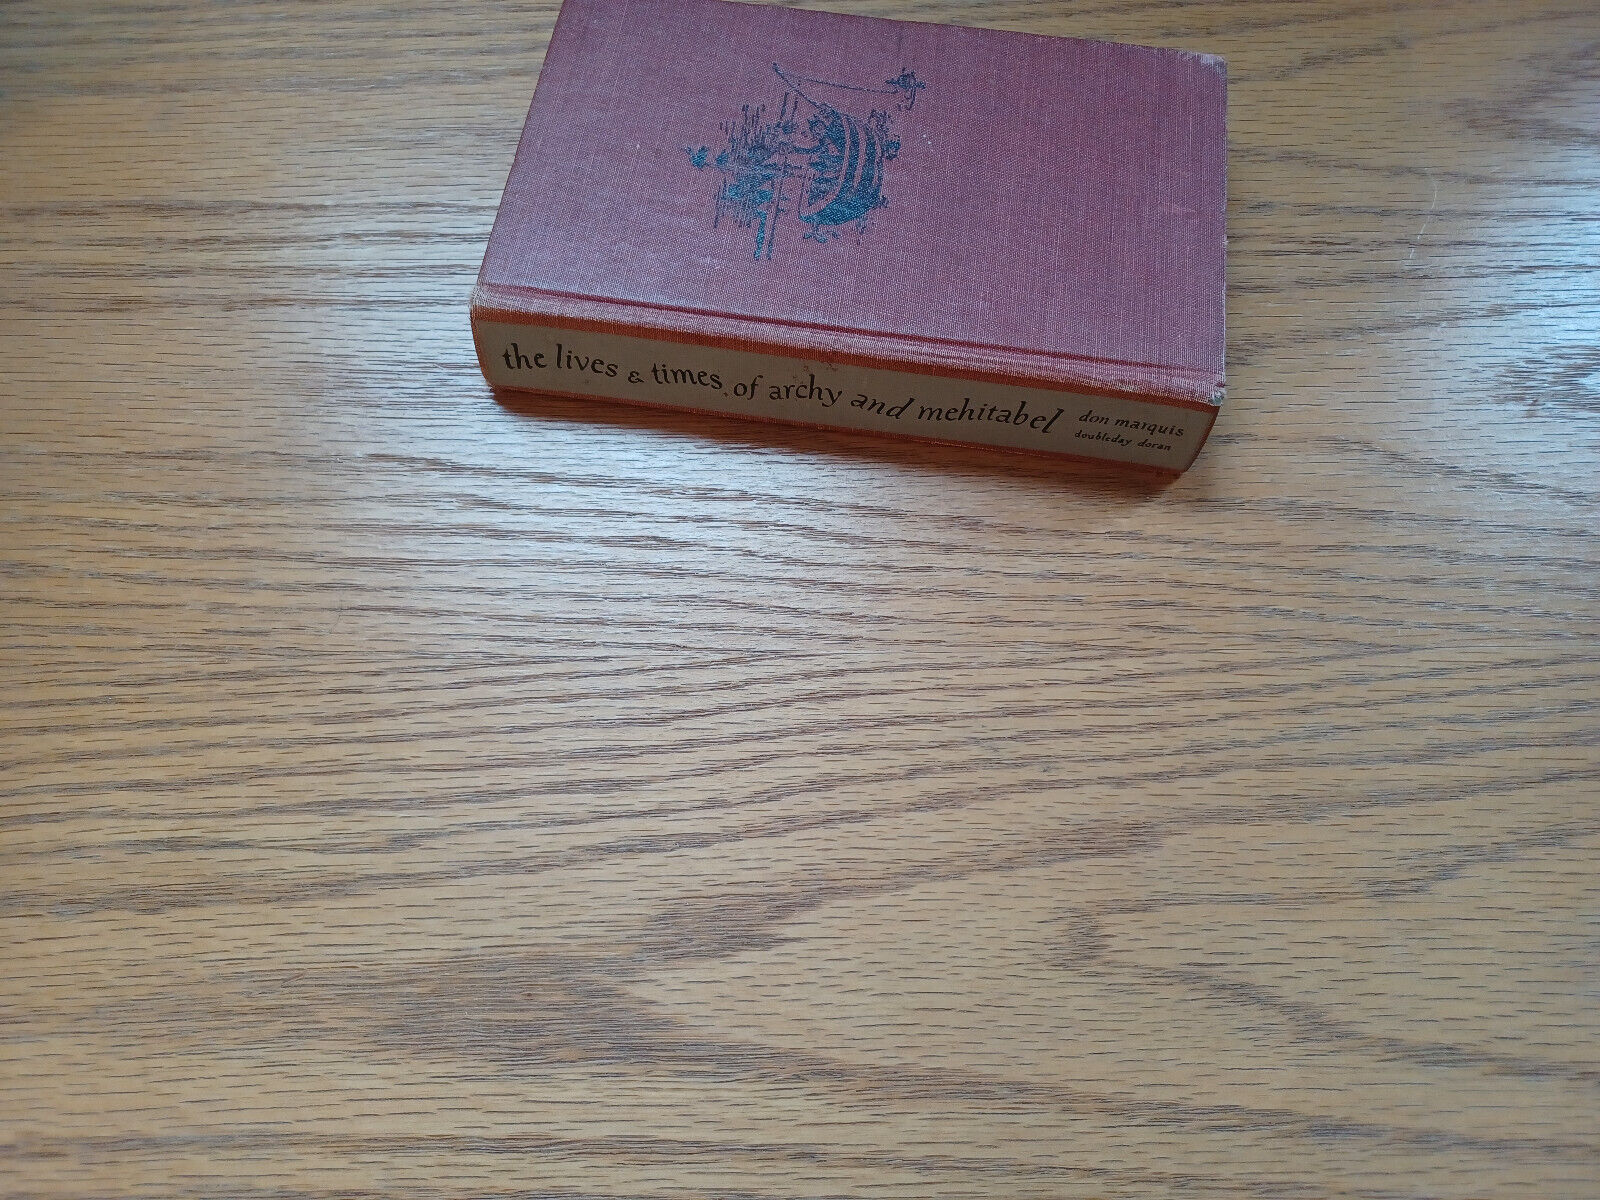 the lives & times of archy and mehitabel
don marquis
doubleday doran